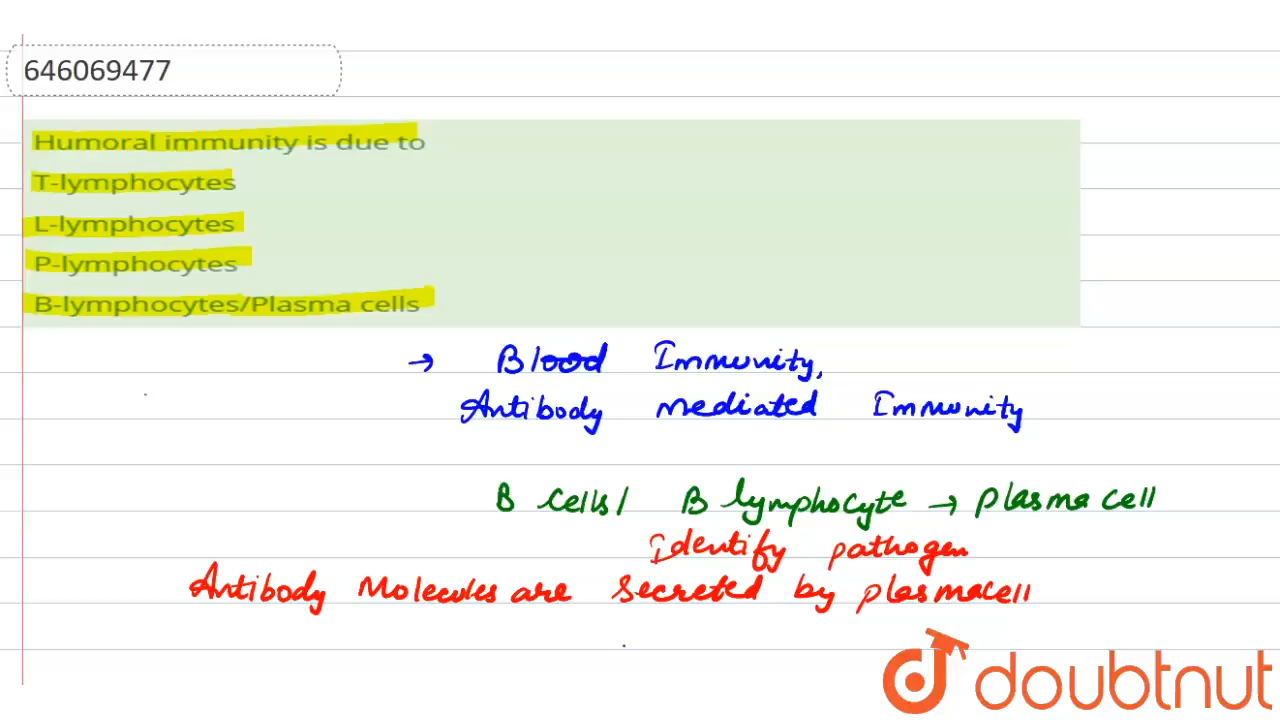 646069477
Humoral immunity is due to
T-lymphocytes
L-lymphocytes
P-lymphocytes
B-lymphocytes/Plasma cells
→ Blood Immunity,
Antibody mediated Immunity
B cells/ B lymphocyte → plasma cell
Identify pathogen
Antibody Molecules are secreted by plasmacell
doubtnut